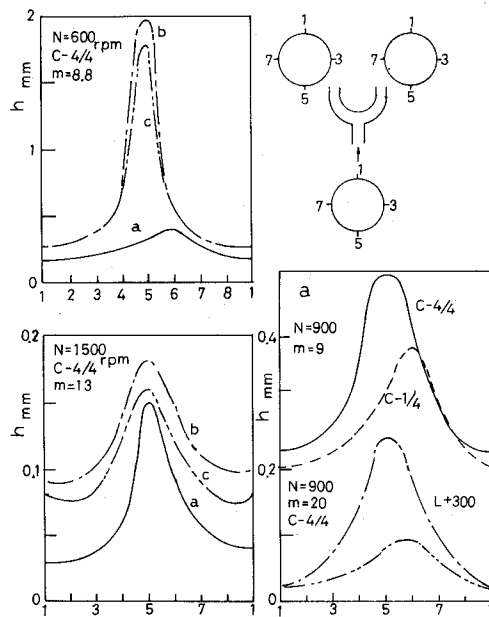 2
N=600 rpm
C-4/4
m=8.8
b
c
a
h mm
1
0
1 2 3 4 5 6 7 8 1
1
7 3
5
1
7 3
5
1
7 3
5
0,2
N=1500 rpm
C-4/4
m=13
b
c
a
h mm
0,1
0
1 3 5 7 1
a
N=900
m=9
C-4/4
C-1/4
0,4
h mm
0,2
N=900
m=20
C-4/4
L+300
0
1 3 5 7 9